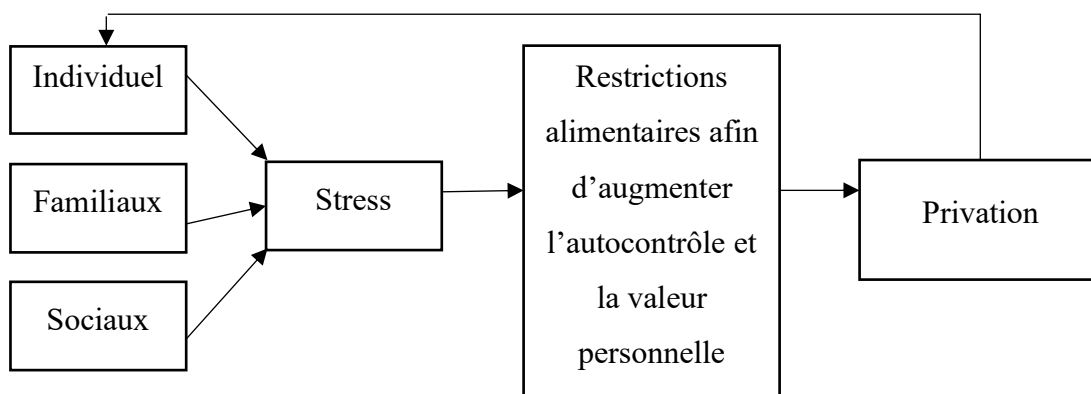 Individuel
Familiaux
Sociaux
Stress
Restrictions
alimentaires afin
d’augmenter
l’autocontrôle et
la valeur
personnelle
Privation